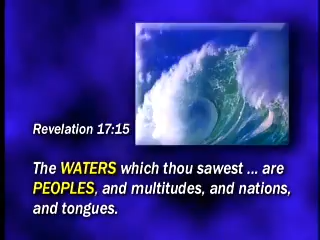 Revelation 17:15
The WATERS which thou sawest ... are
PEOPLES, and multitudes, and nations,
and tongues.